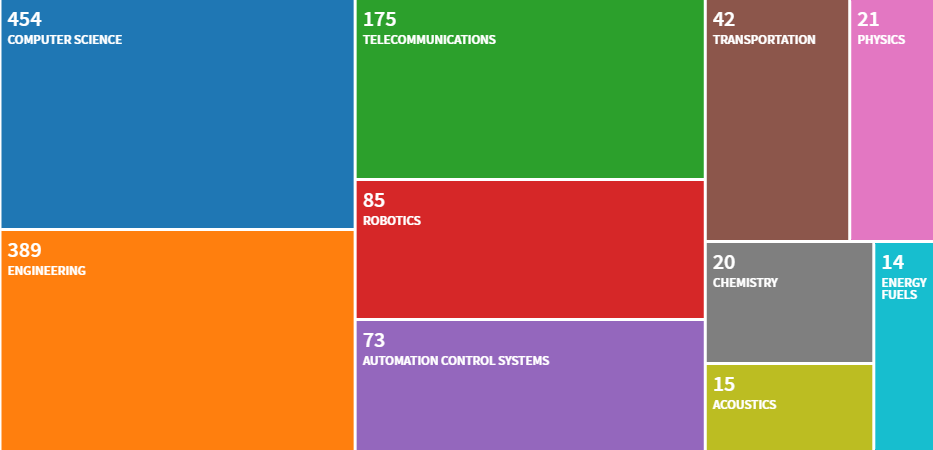 454
COMPUTER SCIENCE
389
ENGINEERING
175
TELECOMMUNICATIONS
85
ROBOTICS
73
AUTOMATION CONTROL SYSTEMS
42
TRANSPORTATION
21
PHYSICS
20
CHEMISTRY
15
ACOUSTICS
14
ENERGY
FUELS